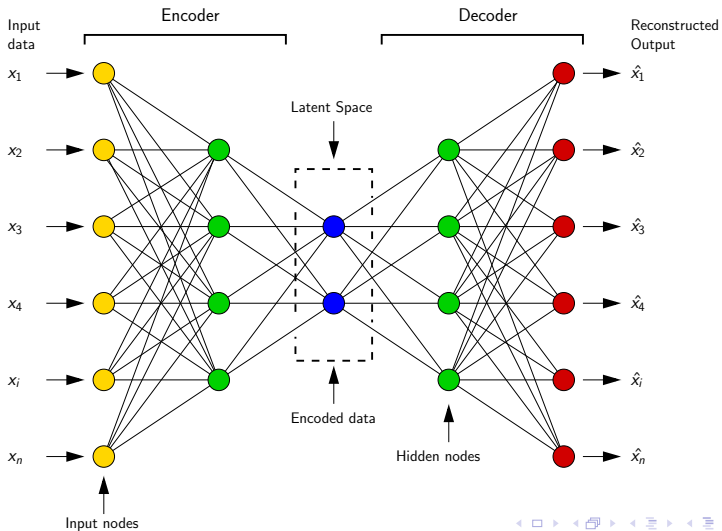 Encoder
Decoder
Input
data
Reconstructed
Output
x₁
x̂₁
Latent Space
x₂
x̂₂
x₃
x̂₃
x₄
x̂₄
xᵢ
x̂ᵢ
Encoded data
Hidden nodes
xₙ
x̂ₙ
Input nodes